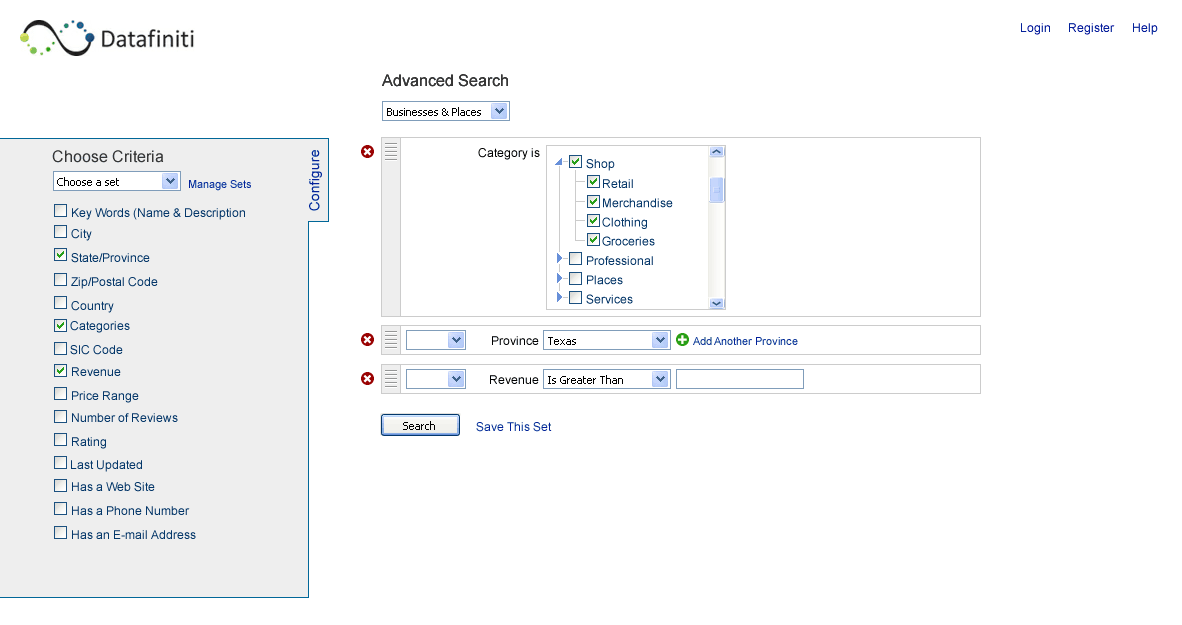 Datafiniti
Login Register Help
Advanced Search
Businesses & Places
Choose Criteria
Choose a set Manage Sets
Configure
Key Words (Name & Description
City
State/Province
Zip/Postal Code
Country
Categories
SIC Code
Revenue
Price Range
Number of Reviews
Rating
Last Updated
Has a Web Site
Has a Phone Number
Has an E-mail Address
Category is
Shop
Retail
Merchandise
Clothing
Groceries
Professional
Places
Services
Province Texas Add Another Province
Revenue Is Greater Than
Search Save This Set